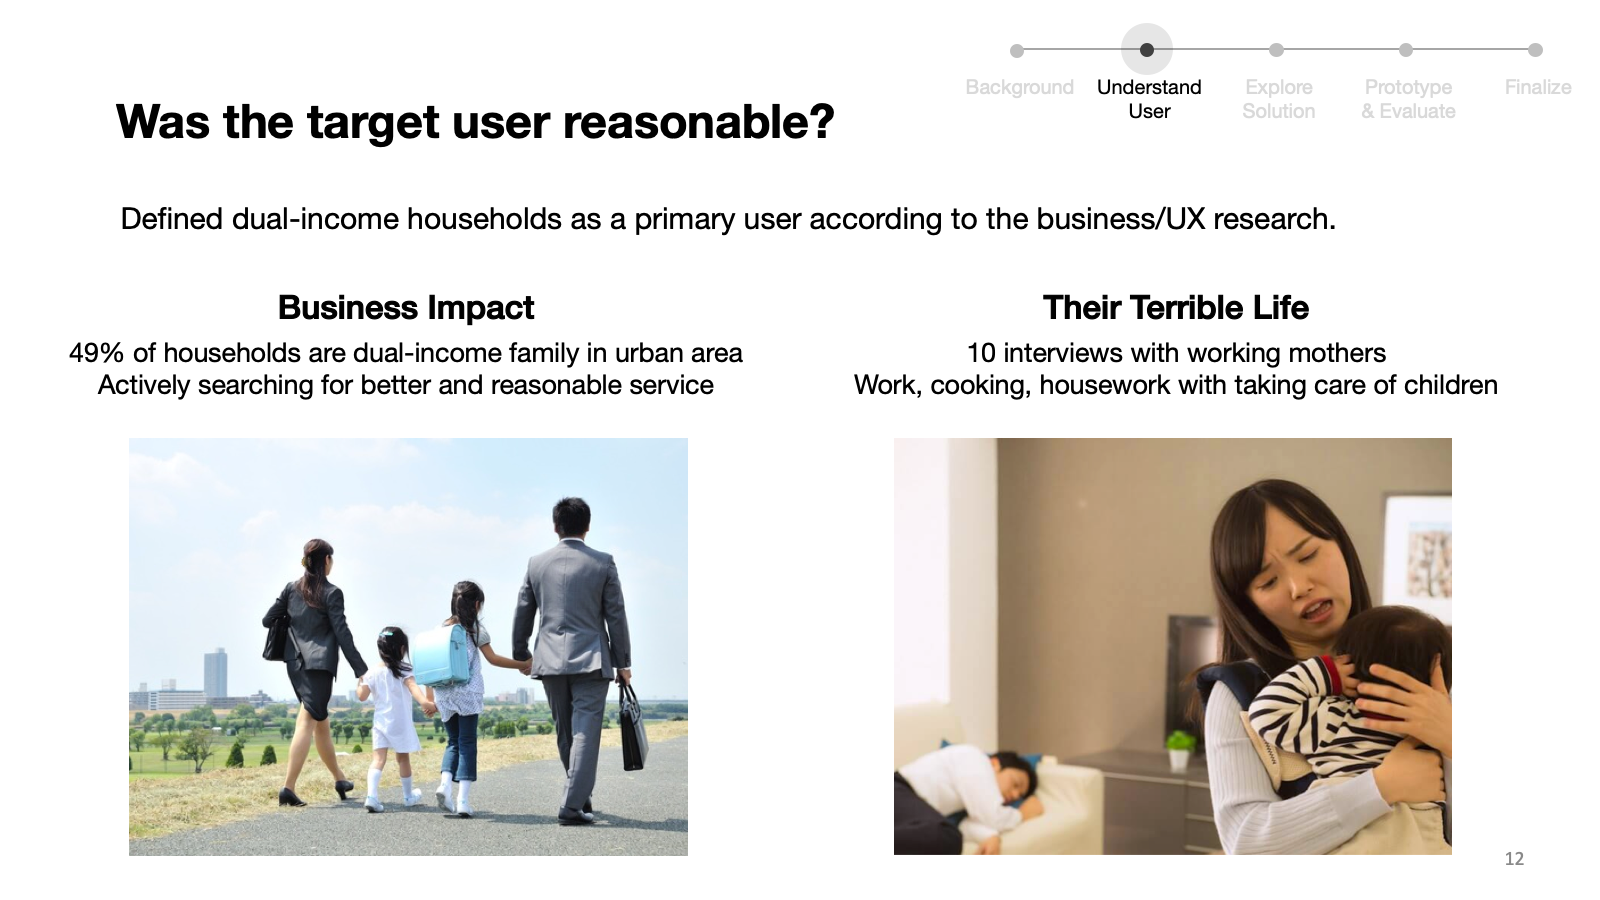 Background
Understand
User
Explore
Solution
Prototype
& Evaluate
Finalize
Was the target user reasonable?
Defined dual-income households as a primary user according to the business/UX research.
Business Impact
49% of households are dual-income family in urban area
Actively searching for better and reasonable service
Their Terrible Life
10 interviews with working mothers
Work, cooking, housework with taking care of children
12